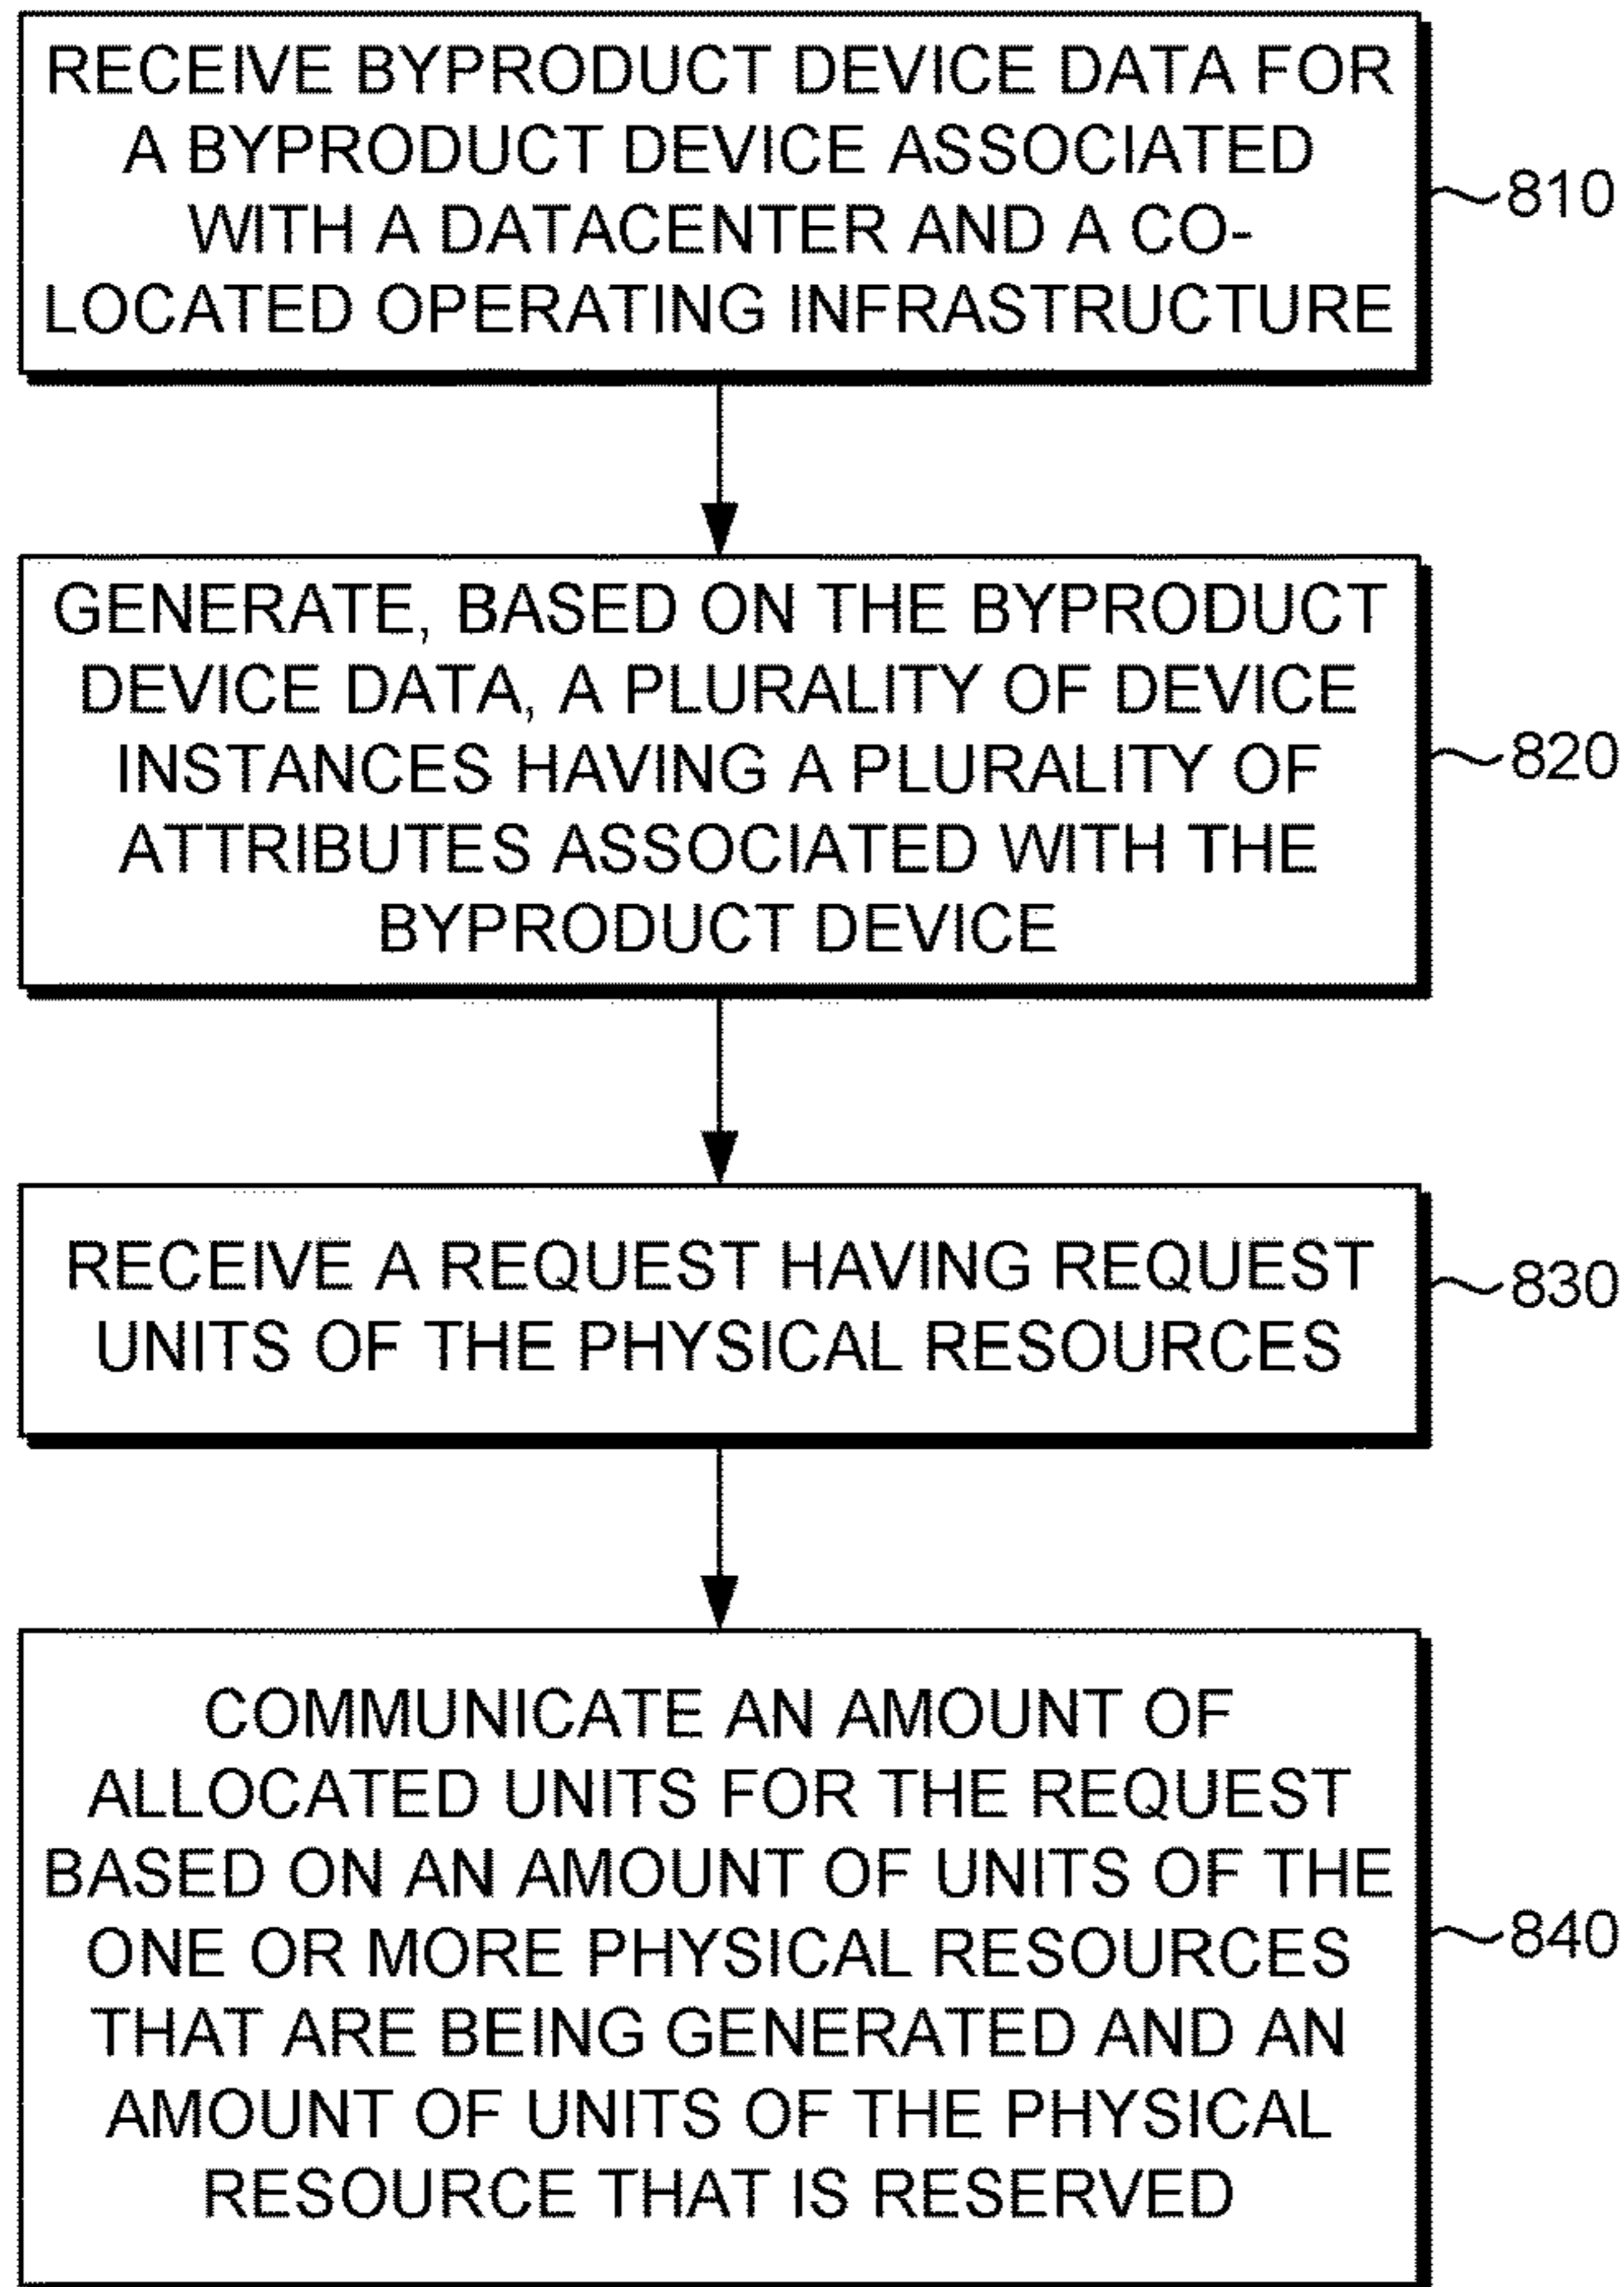 RECEIVE BYPRODUCT DEVICE DATA FOR
A BYPRODUCT DEVICE ASSOCIATED
WITH A DATACENTER AND A CO-
LOCATED OPERATING INFRASTRUCTURE
810
GENERATE, BASED ON THE BYPRODUCT
DEVICE DATA, A PLURALITY OF DEVICE
INSTANCES HAVING A PLURALITY OF
ATTRIBUTES ASSOCIATED WITH THE
BYPRODUCT DEVICE
820
RECEIVE A REQUEST HAVING REQUEST
UNITS OF THE PHYSICAL RESOURCES
830
COMMUNICATE AN AMOUNT OF
ALLOCATED UNITS FOR THE REQUEST
BASED ON AN AMOUNT OF UNITS OF THE
ONE OR MORE PHYSICAL RESOURCES
THAT ARE BEING GENERATED AND AN
AMOUNT OF UNITS OF THE PHYSICAL
RESOURCE THAT IS RESERVED
840